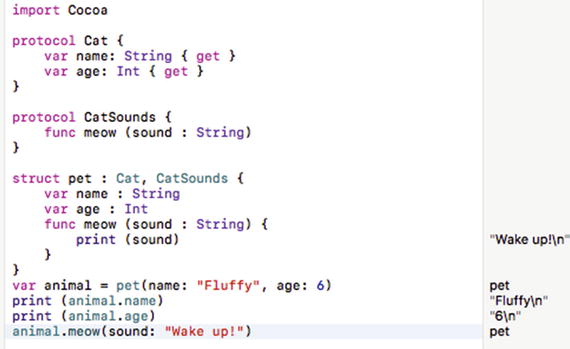 import Cocoa
protocol Cat {
    var name: String { get }
    var age: Int { get }
}
protocol CatSounds {
    func meow (sound : String)
}
struct pet : Cat, CatSounds {
    var name : String
    var age : Int
    func meow (sound : String) {
        print (sound) "Wake up!\n"
    }
}
var animal = pet(name: "Fluffy", age: 6) pet
print (animal.name) "Fluffy\n"
print (animal.age) "6\n"
animal.meow(sound: "Wake up!") pet